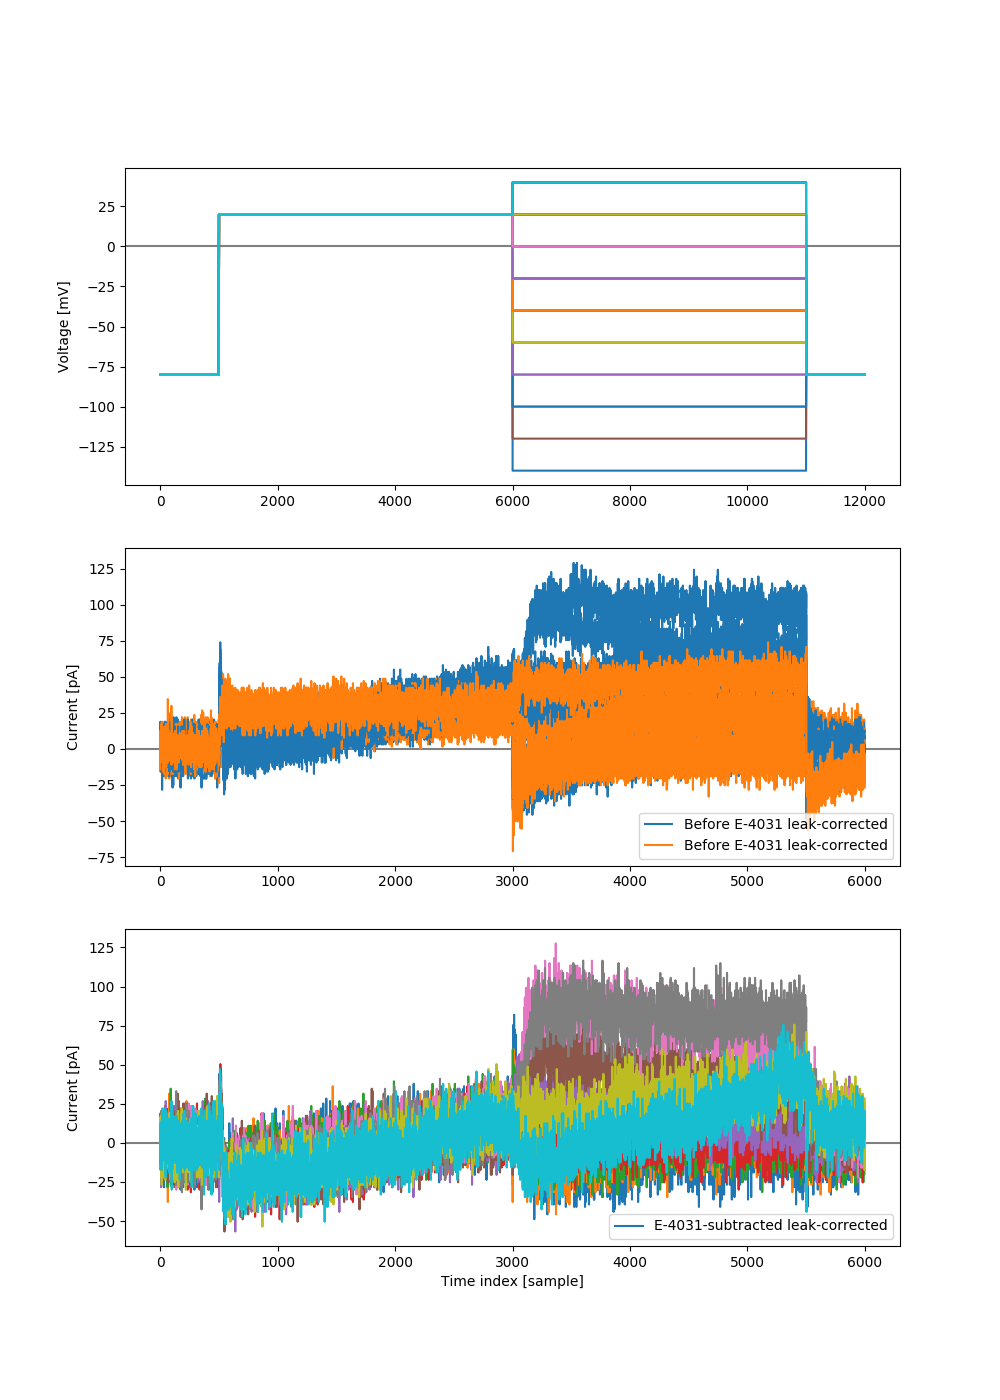 Voltage [mV]
25
0
−25
−50
−75
−100
−125
0 2000 4000 6000 8000 10000 12000
Current [pA]
125
100
75
50
25
0
−25
−50
−75
Before E-4031 leak-corrected
Before E-4031 leak-corrected
0 1000 2000 3000 4000 5000 6000
Current [pA]
125
100
75
50
25
0
−25
−50
E-4031-subtracted leak-corrected
0 1000 2000 3000 4000 5000 6000
Time index [sample]